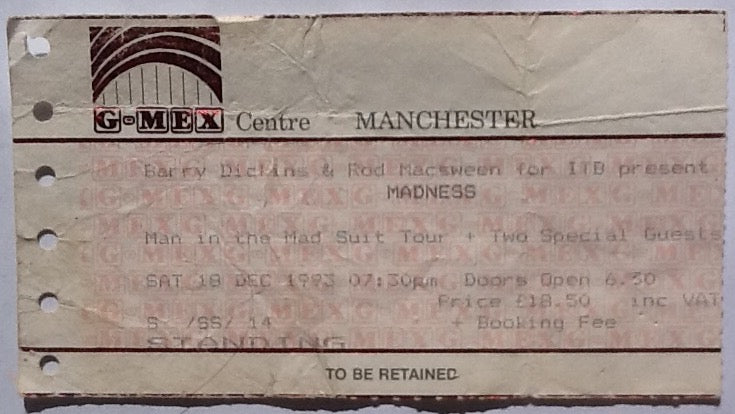 G-MEX Centre MANCHESTER
Barry Dickins & Rod Macsween for ITB present
MADNESS
Man in the Mad Suit Tour + Two Special Guests
SAT 18 DEC 1993 07:30pm Doors Open 6.30
Price £18.50 inc VAT
S /SS/ 14 + Booking Fee
STANDING
TO BE RETAINED